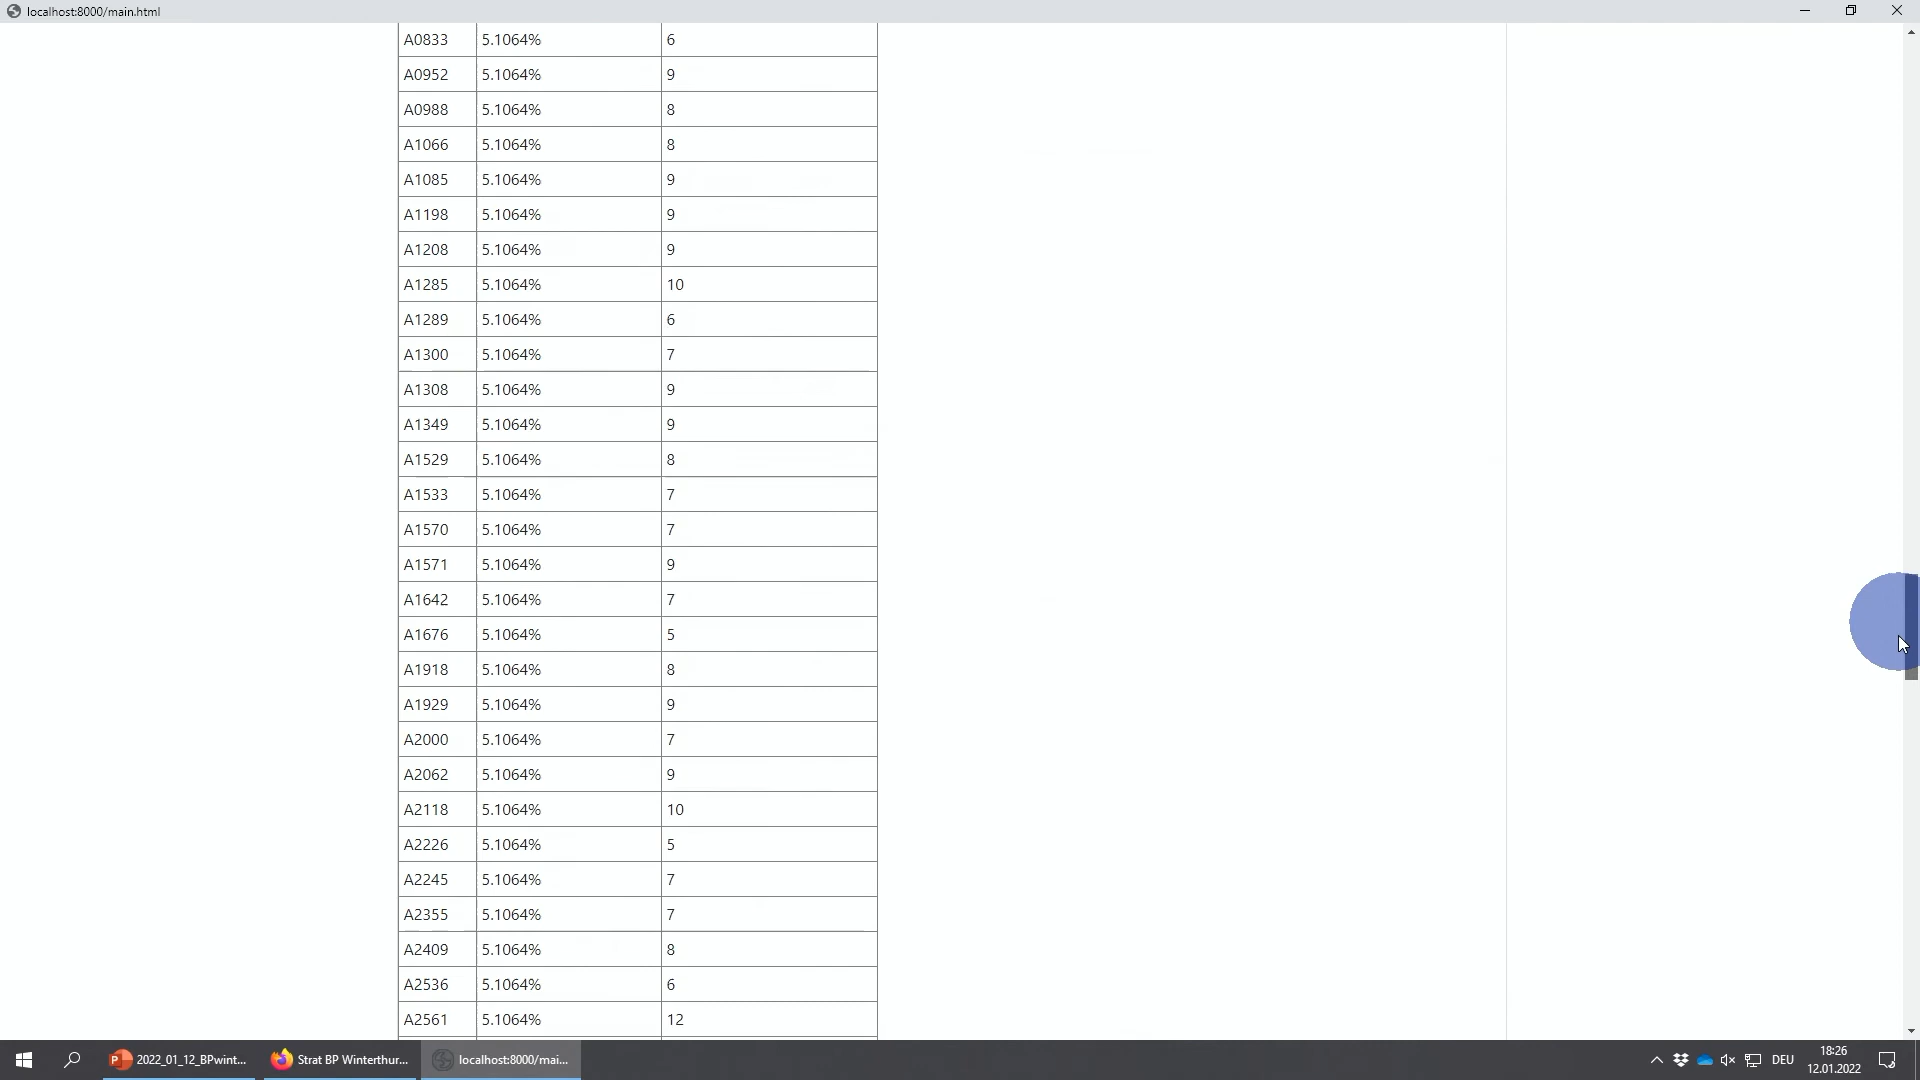 localhost:8000/main.html
A0833 5.1064% 6
A0952 5.1064% 9
A0988 5.1064% 8
A1066 5.1064% 8
A1085 5.1064% 9
A1198 5.1064% 9
A1208 5.1064% 9
A1285 5.1064% 10
A1289 5.1064% 6
A1300 5.1064% 7
A1308 5.1064% 9
A1349 5.1064% 9
A1529 5.1064% 8
A1533 5.1064% 7
A1570 5.1064% 7
A1571 5.1064% 9
A1642 5.1064% 7
A1676 5.1064% 5
A1918 5.1064% 8
A1929 5.1064% 9
A2000 5.1064% 7
A2062 5.1064% 9
A2118 5.1064% 10
A2226 5.1064% 5
A2245 5.1064% 7
A2355 5.1064% 7
A2409 5.1064% 8
A2536 5.1064% 6
A2561 5.1064% 12
P 2022_01_12_BPwint... Strat BP Winterthur... localhost:8000/mai... DEU 18:26
12.01.2022